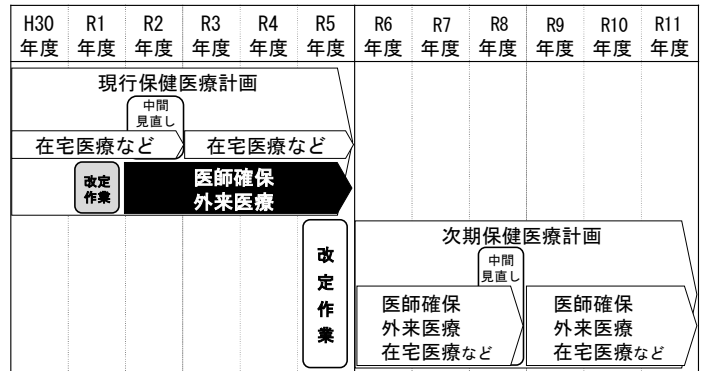 H30 R1 R2 R3 R4 R5 R6 R7 R8 R9 R10 R11
年度 年度 年度 年度 年度 年度 年度 年度 年度 年度 年度 年度
現行保健医療計画
中間
見直し
在宅医療など 在宅医療など
改定
作業
医師確保
外来医療
改
定
作
業
次期保健医療計画
中間
見直し
医師確保 医師確保
外来医療 外来医療
在宅医療など 在宅医療など